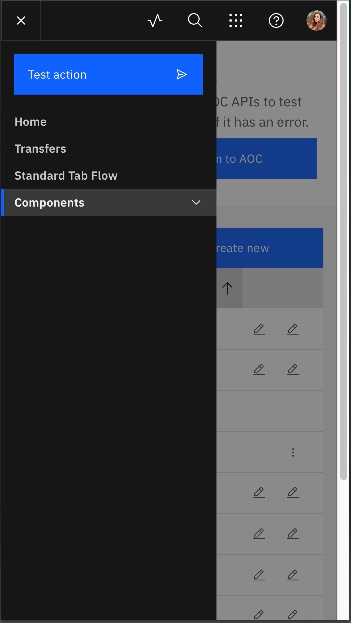 Test action
OC APIs to test
Home
f it has an error.
Transfers
n to AOC
Standard Tab Flow
Components
reate new